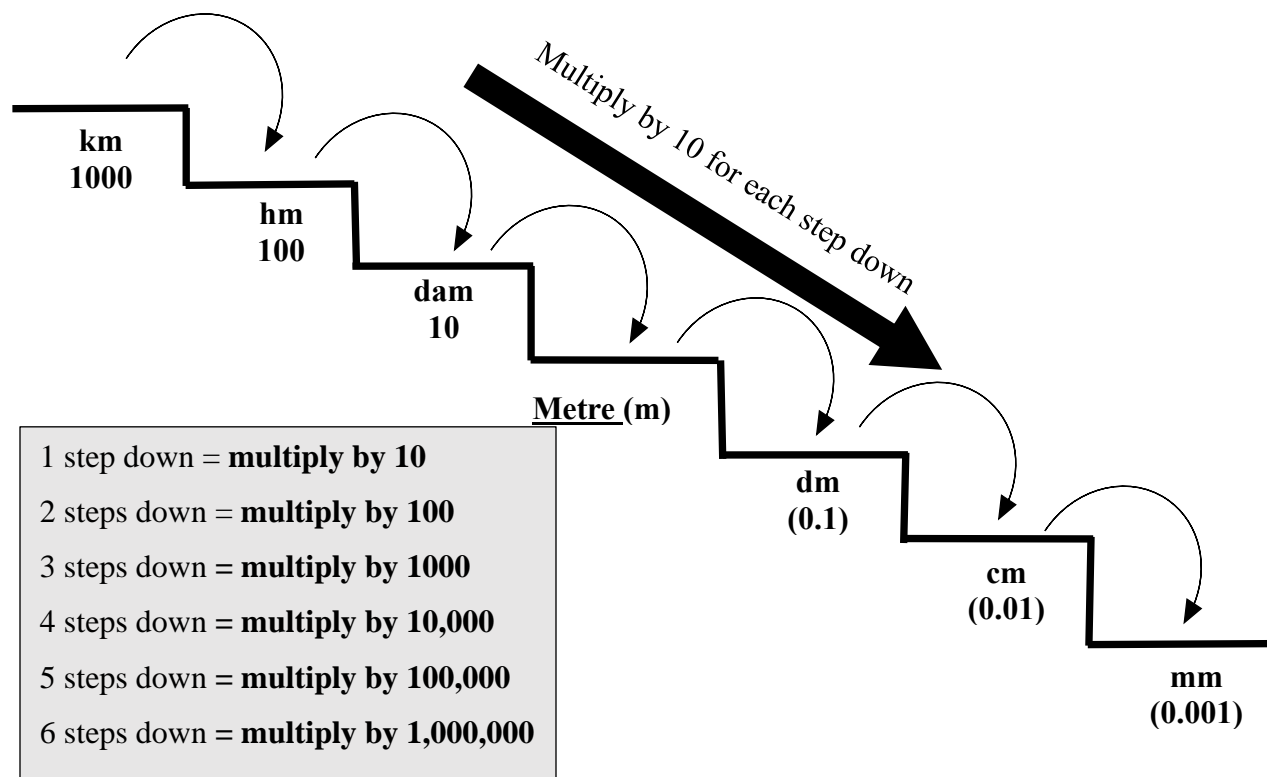 Multiply by 10 for each step down
km
1000
hm
100
dam
10
Metre (m)
dm
(0.1)
cm
(0.01)
mm
(0.001)
1 step down = multiply by 10
2 steps down = multiply by 100
3 steps down = multiply by 1000
4 steps down = multiply by 10,000
5 steps down = multiply by 100,000
6 steps down = multiply by 1,000,000